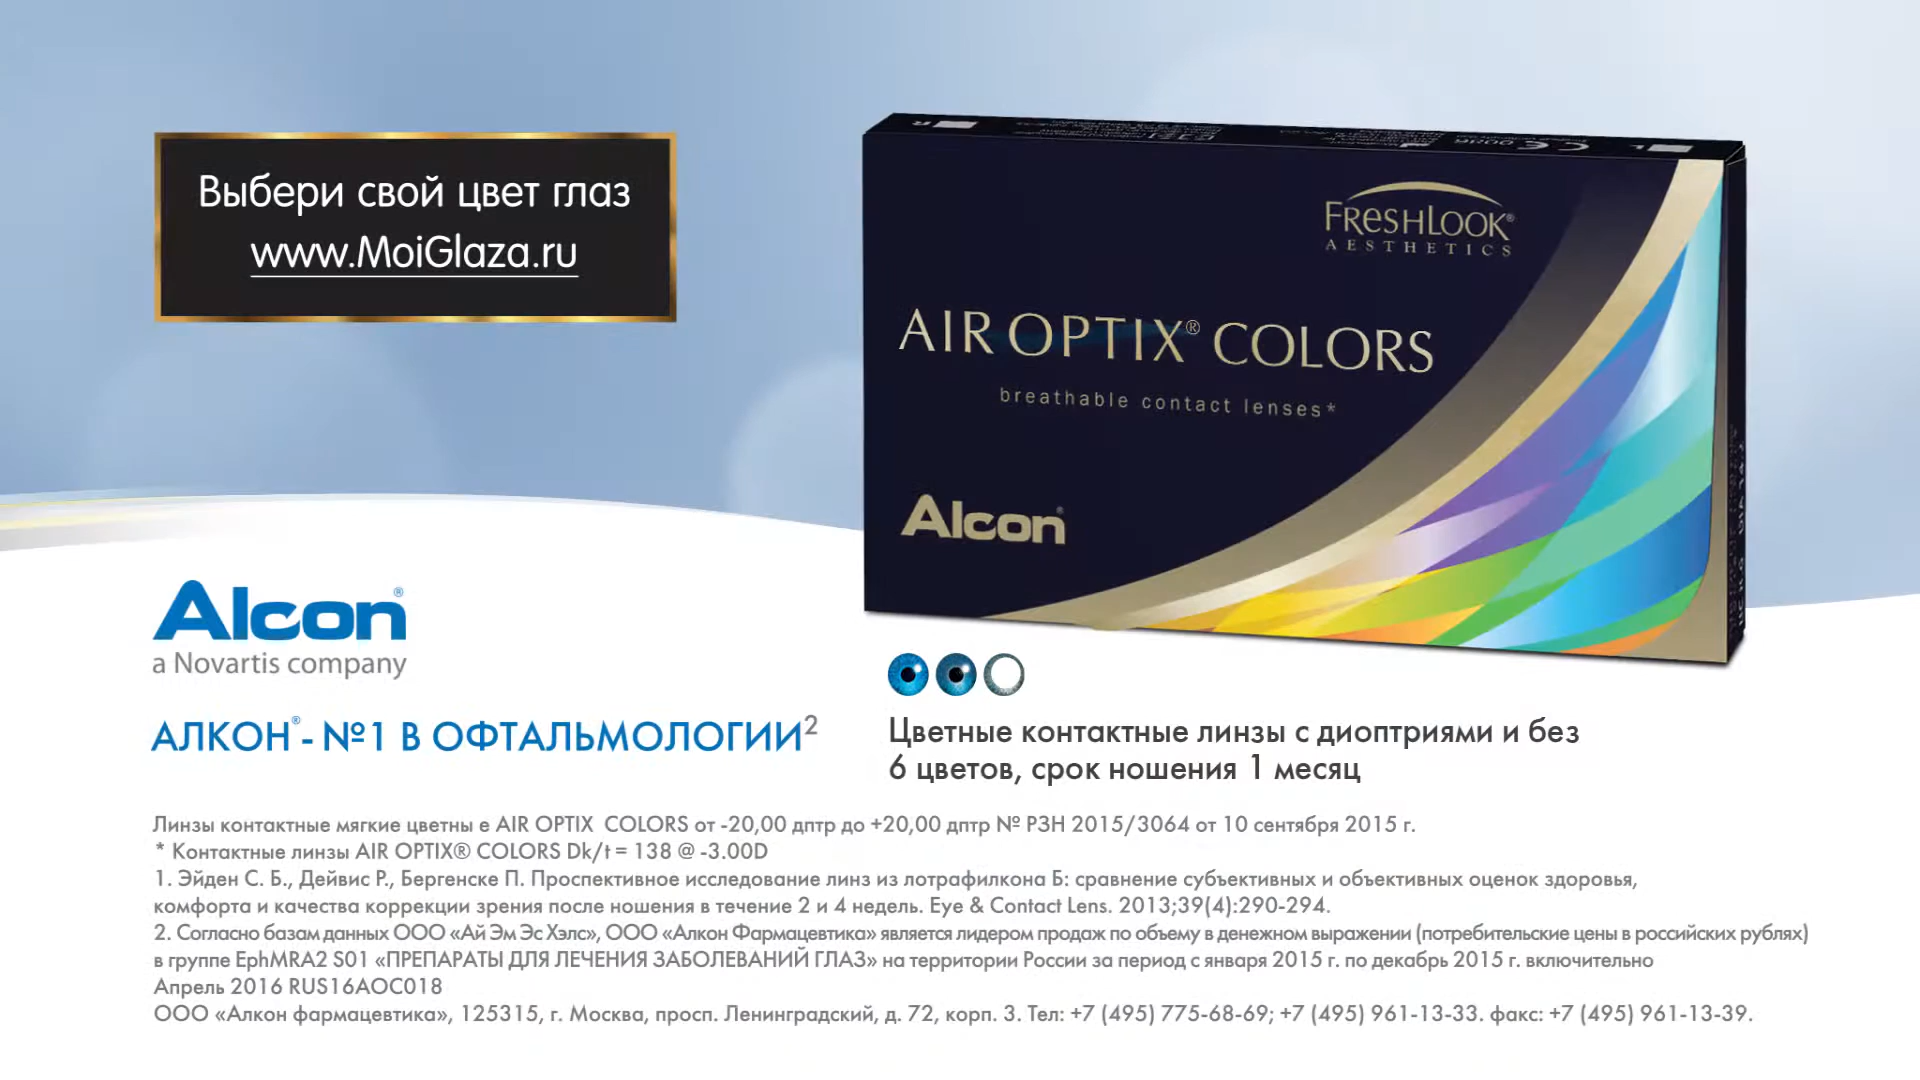 Выбери свой цвет глаз
www.MoiGlaza.ru
R
L
CE 0086
FRESHLOOK®
AESTHETICS
AIR OPTIX® COLORS
breathable contact lenses*
Alcon®
Alcon®
a Novartis company
АЛКОН®- №1 В ОФТАЛЬМОЛОГИИ2
Цветные контактные линзы с диоптриями и без
6 цветов, срок ношения 1 месяц
Линзы контактные мягкие цветны е AIR OPTIX COLORS от -20,00 дптр до +20,00 дптр № РЗН 2015/3064 от 10 сентября 2015 г.
* Контактные линзы AIR OPTIX® COLORS Dk/t = 138 @ -3.00D
1. Эйден С. Б., Дейвис Р., Бергенске П. Проспективное исследование линз из лотрафилкона Б: сравнение субъективных и объективных оценок здоровья,
комфорта и качества коррекции зрения после ношения в течение 2 и 4 недель. Eye & Contact Lens. 2013;39(4):290-294.
2. Согласно базам данных ООО «Ай Эм Эс Хэлс», ООО «Алкон Фармацевтика» является лидером продаж по объему в денежном выражении (потребительские цены в российских рублях)
в группе EphMRA2 S01 «ПРЕПАРАТЫ ДЛЯ ЛЕЧЕНИЯ ЗАБОЛЕВАНИЙ ГЛАЗ» на территории России за период с января 2015 г. по декабрь 2015 г. включительно
Апрель 2016 RUS16AOC018
ООО «Алкон фармацевтика», 125315, г. Москва, просп. Ленинградский, д. 72, корп. 3. Тел: +7 (495) 775-68-69; +7 (495) 961-13-33. факс: +7 (495) 961-13-39.